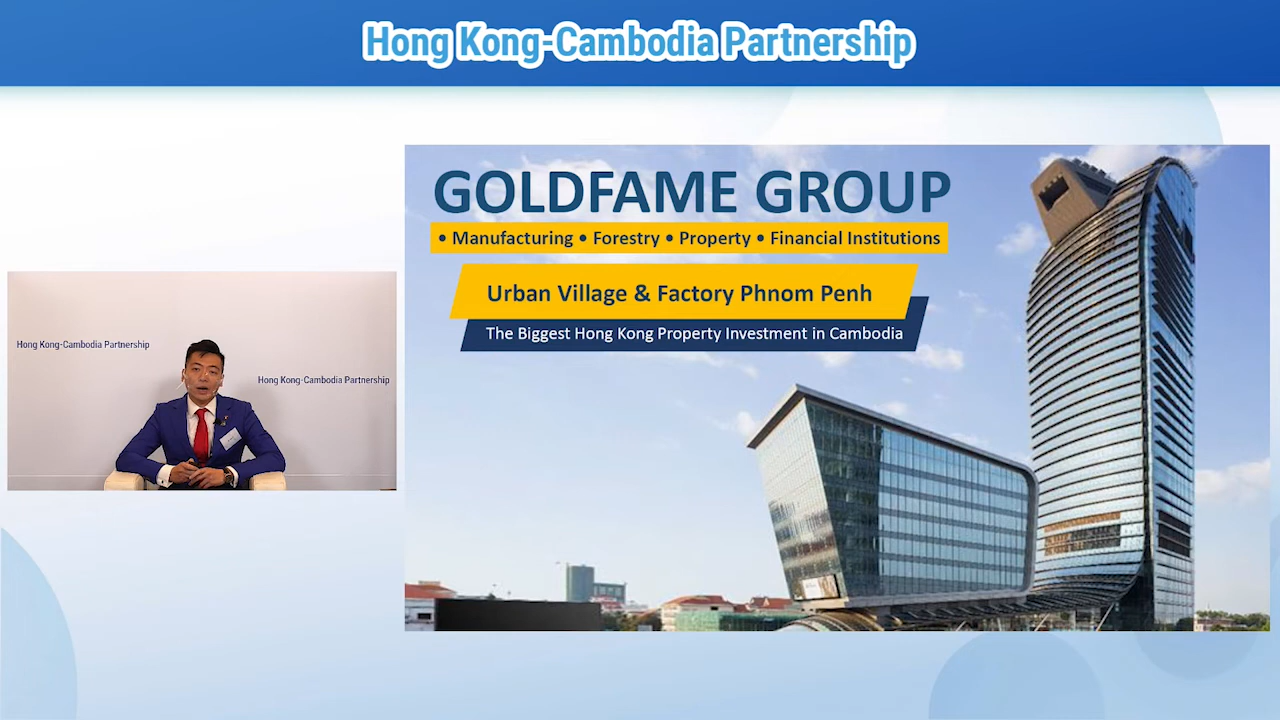 Hong Kong-Cambodia Partnership
GOLDFAME GROUP
• Manufacturing • Forestry • Property • Financial Institutions
Urban Village & Factory Phnom Penh
The Biggest Hong Kong Property Investment in Cambodia
Hong Kong-Cambodia Partnership
Hong Kong-Cambodia Partnership